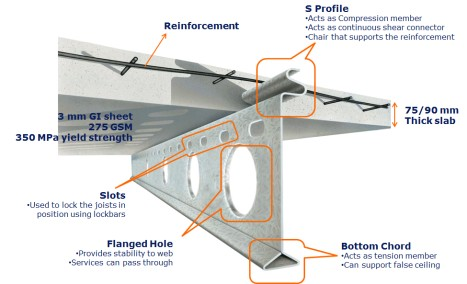 S Profile
•Acts as Compression member
•Acts as continuous shear connector
•Chair that supports the reinforcement
Reinforcement
75/90 mm
Thick slab
3 mm GI sheet
275 GSM
350 MPa yield strength
Slots
•Used to lock the joists in
position using lockbars
Flanged Hole
•Provides stability to web
•Services can pass through
Bottom Chord
•Acts as tension member
•Can support false ceiling